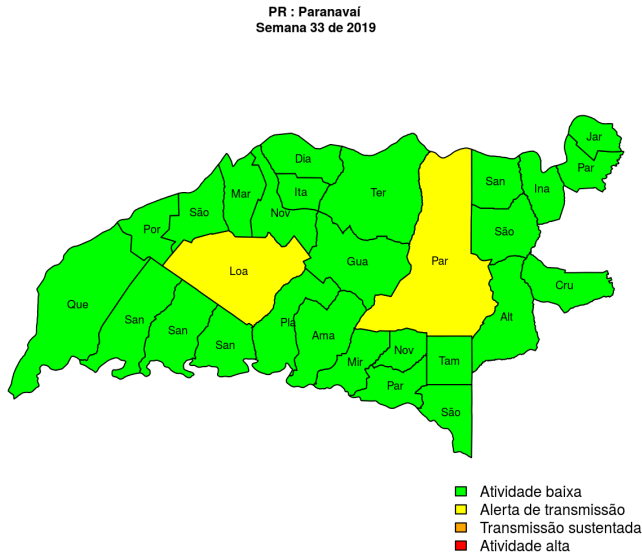 PR : Paranavaí
Semana 33 de 2019
Jar
Par
Dia
Ter
San
Ina
Mar
Ita
São
Nov
Por
São
Loa
Gua
Par
Cru
Que
San
San
San
Pla
Ama
Alt
Mir
Nov
Tam
Par
São
Atividade baixa
Alerta de transmissão
Transmissão sustentada
Atividade alta